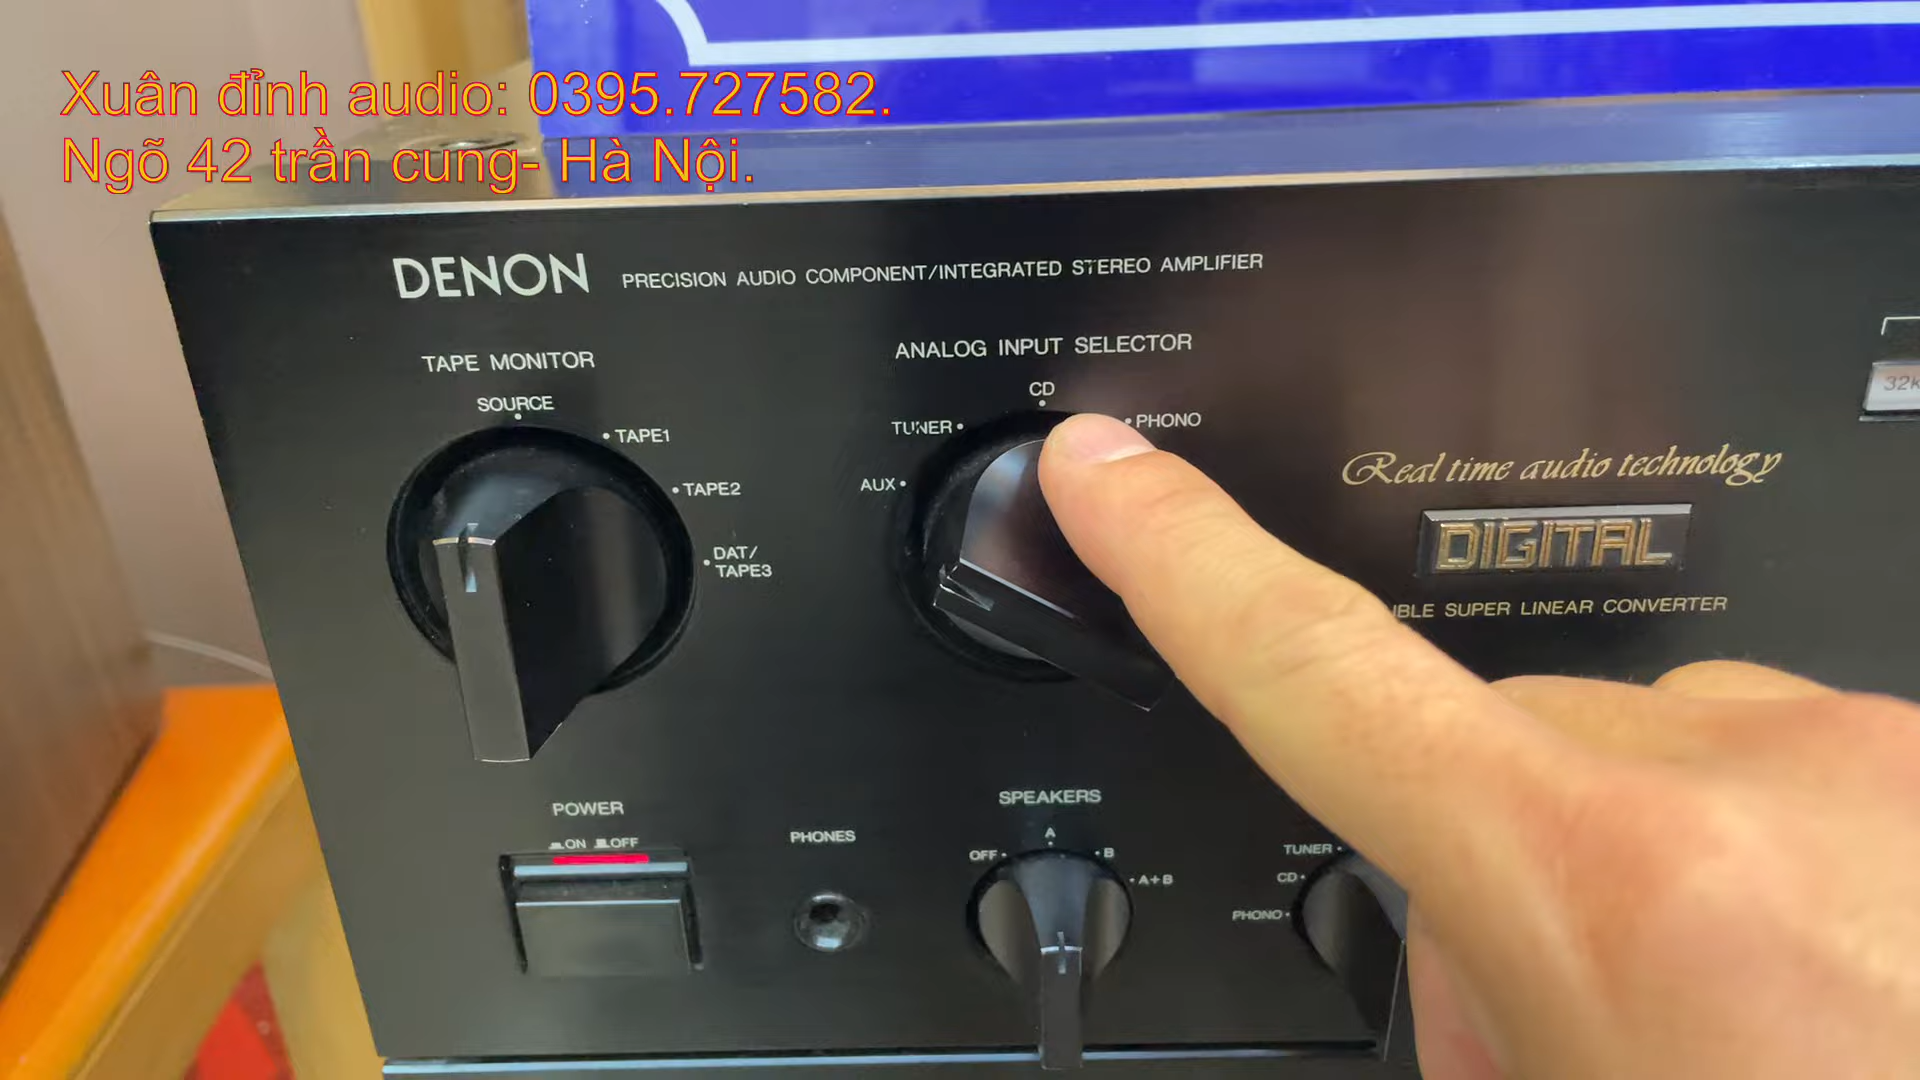 Xuân đỉnh audio: 0395.727582.
Ngõ 42 trần cung- Hà Nội.
DENON PRECISION AUDIO COMPONENT/INTEGRATED STEREO AMPLIFIER
TAPE MONITOR
SOURCE
TAPE1
TAPE2
DAT/
TAPE3
ANALOG INPUT SELECTOR
CD
TUNER
PHONO
AUX
Real time audio technology
DIGITAL
SUPER LINEAR CONVERTER
POWER
ON OFF
PHONES
SPEAKERS
A
OFF
B
A+B
TUNER
CD
PHONO